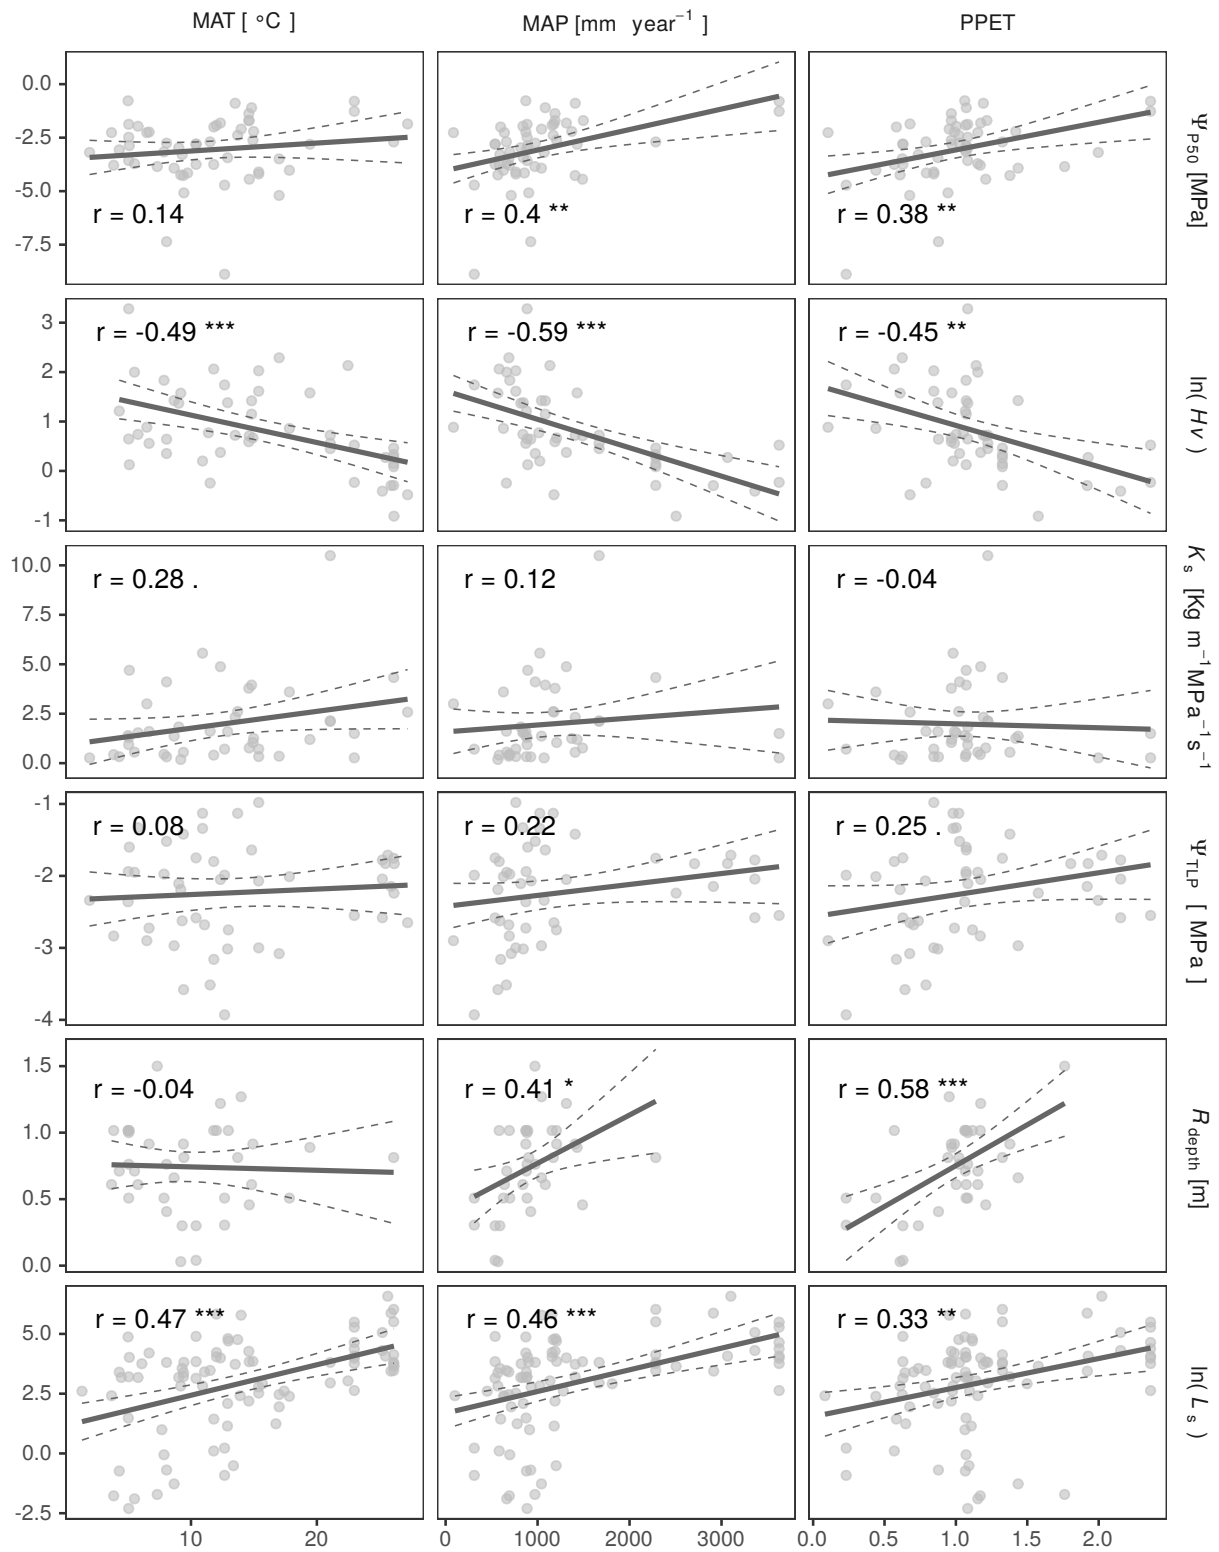 MAT [ °C ]
MAP [mm year⁻¹ ]
PPET
0.0
-2.5
-5.0
-7.5
r = 0.14
r = 0.4 **
r = 0.38 **
Ψ P50 [MPa]
3
2
1
0
-1
r = -0.49 ***
r = -0.59 ***
r = -0.45 **
ln( Hv )
10.0
7.5
5.0
2.5
0.0
r = 0.28 .
r = 0.12
r = -0.04
K s [Kg m⁻¹MPa⁻¹s⁻¹
-1
-2
-3
-4
r = 0.08
r = 0.22
r = 0.25 .
Ψ TLP [ MPa ]
1.5
1.0
0.5
0.0
r = -0.04
r = 0.41 *
r = 0.58 ***
R depth [m]
5.0
2.5
0.0
-2.5
r = 0.47 ***
r = 0.46 ***
r = 0.33 **
ln( L s )
10 20
0 1000 2000 3000
0.0 0.5 1.0 1.5 2.0